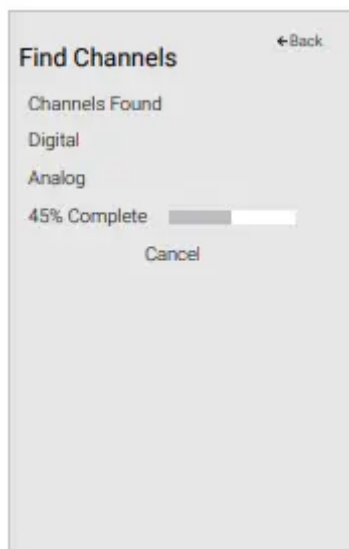 ←Back
Find Channels
Channels Found
Digital
Analog
45% Complete
Cancel